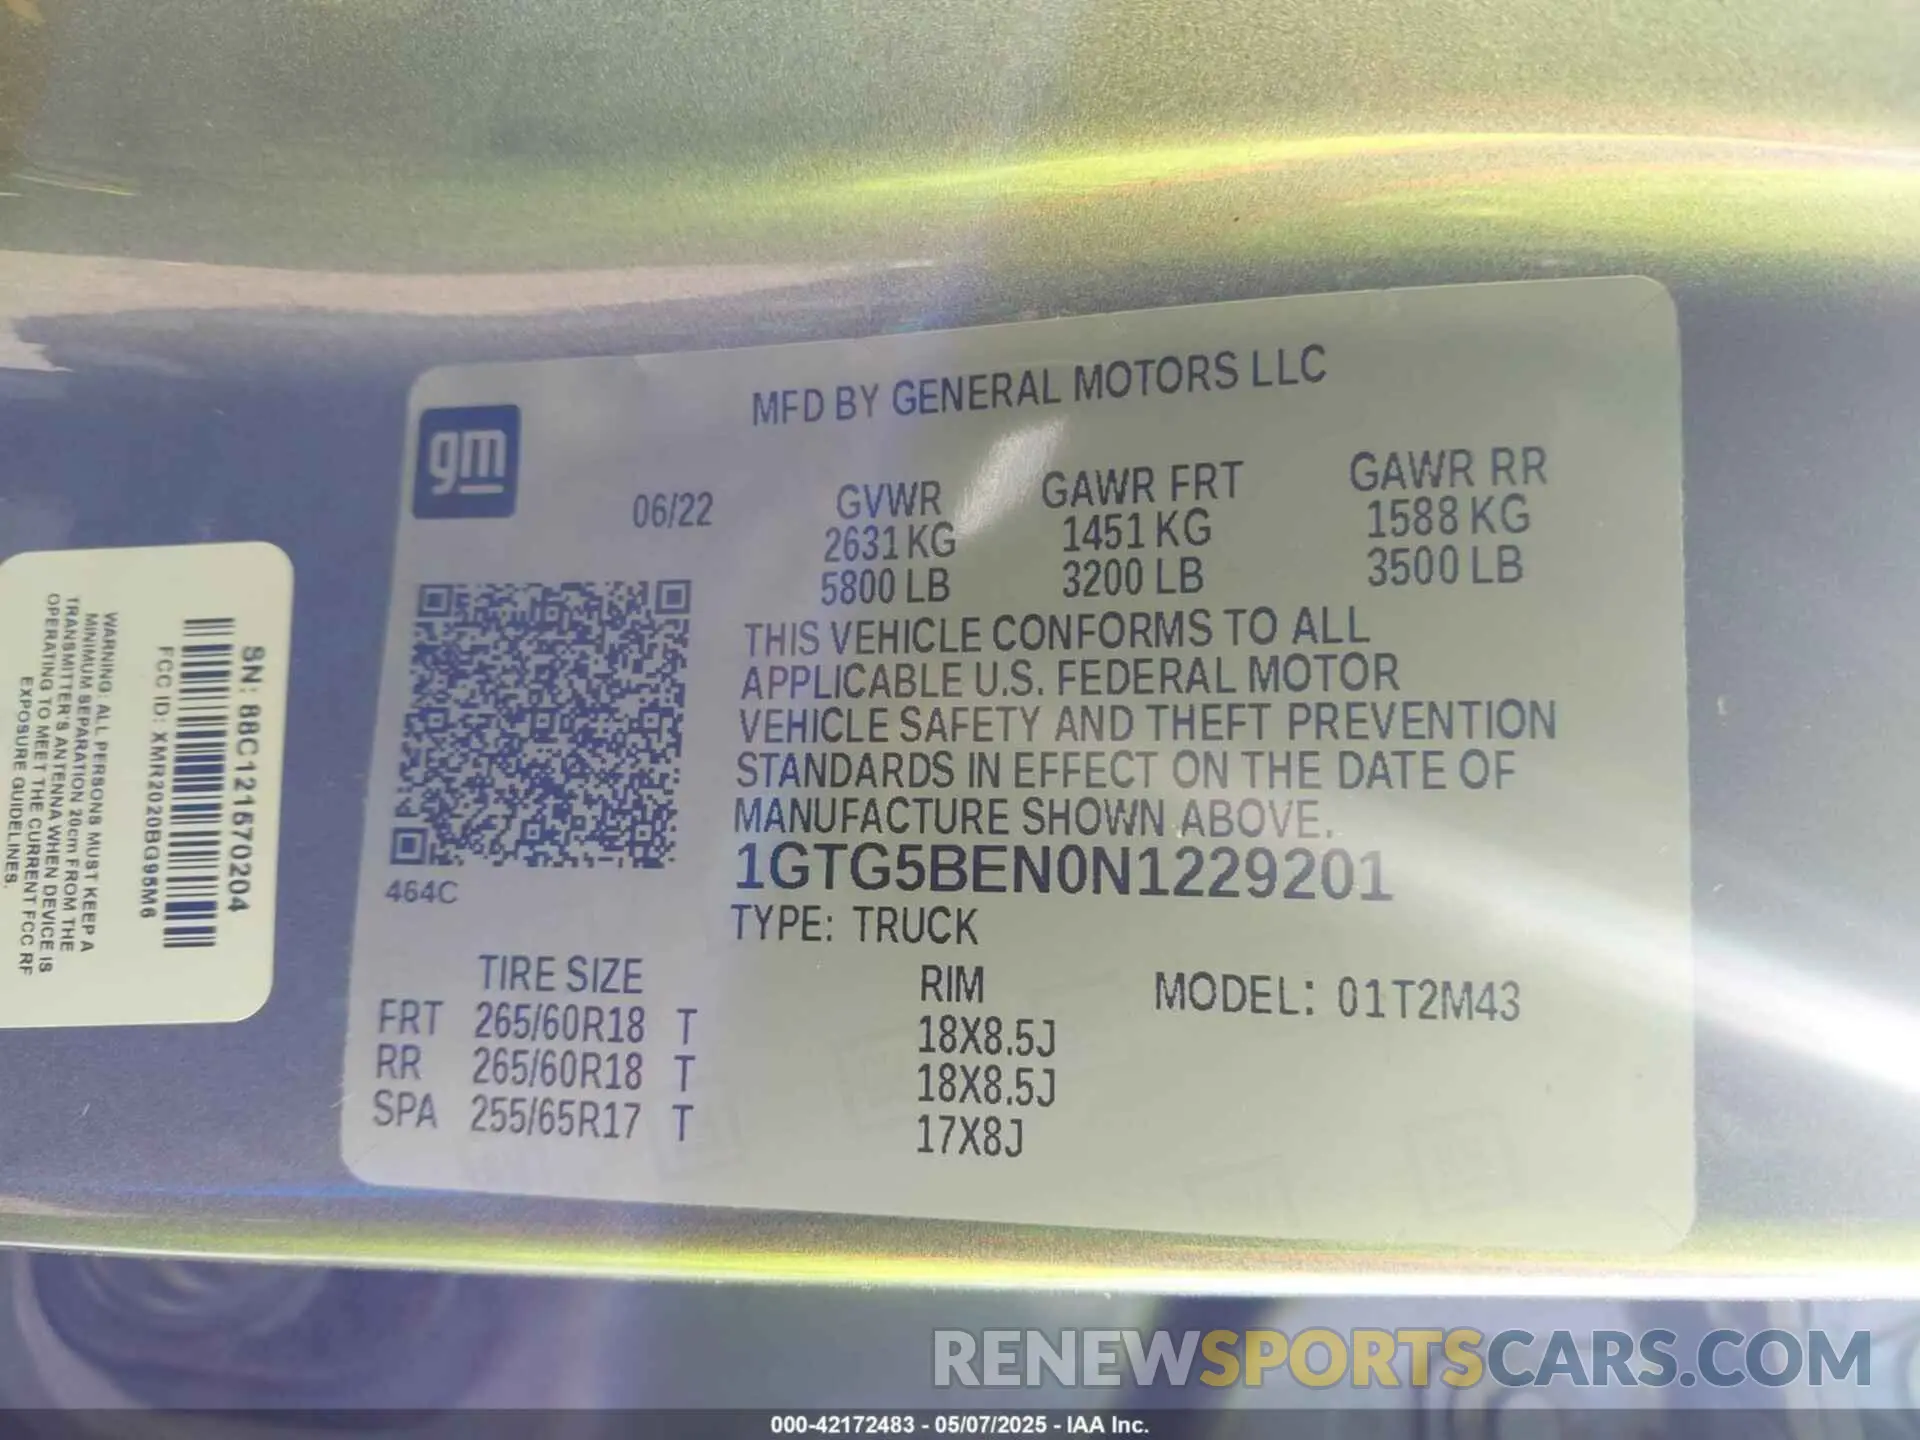 MFD BY GENERAL MOTORS LLC
gm
06/22
GVWR GAWR FRT GAWR RR
2631 KG 1451 KG 1588 KG
5800 LB 3200 LB 3500 LB
THIS VEHICLE CONFORMS TO ALL
APPLICABLE U.S. FEDERAL MOTOR
VEHICLE SAFETY AND THEFT PREVENTION
STANDARDS IN EFFECT ON THE DATE OF
MANUFACTURE SHOWN ABOVE.
1GTG5BEN0N1229201
464C
TYPE: TRUCK
TIRE SIZE RIM MODEL: 01T2M43
FRT 265/60R18 T 18X8.5J
RR 265/60R18 T 18X8.5J
SPA 255/65R17 T 17X8J
SN: 88C121570204
FCC ID: XMR2020BG95M6
WARNING: ALL PERSONS MUST KEEP A
MINIMUM SEPARATION 20cm FROM THE
TRANSMITTER'S ANTENNA WHEN DEVICE IS
OPERATING TO MEET THE CURRENT FCC RF
EXPOSURE GUIDELINES.
RENEWSPORTSCARS.COM
000-42172483 - 05/07/2025 - IAA Inc.